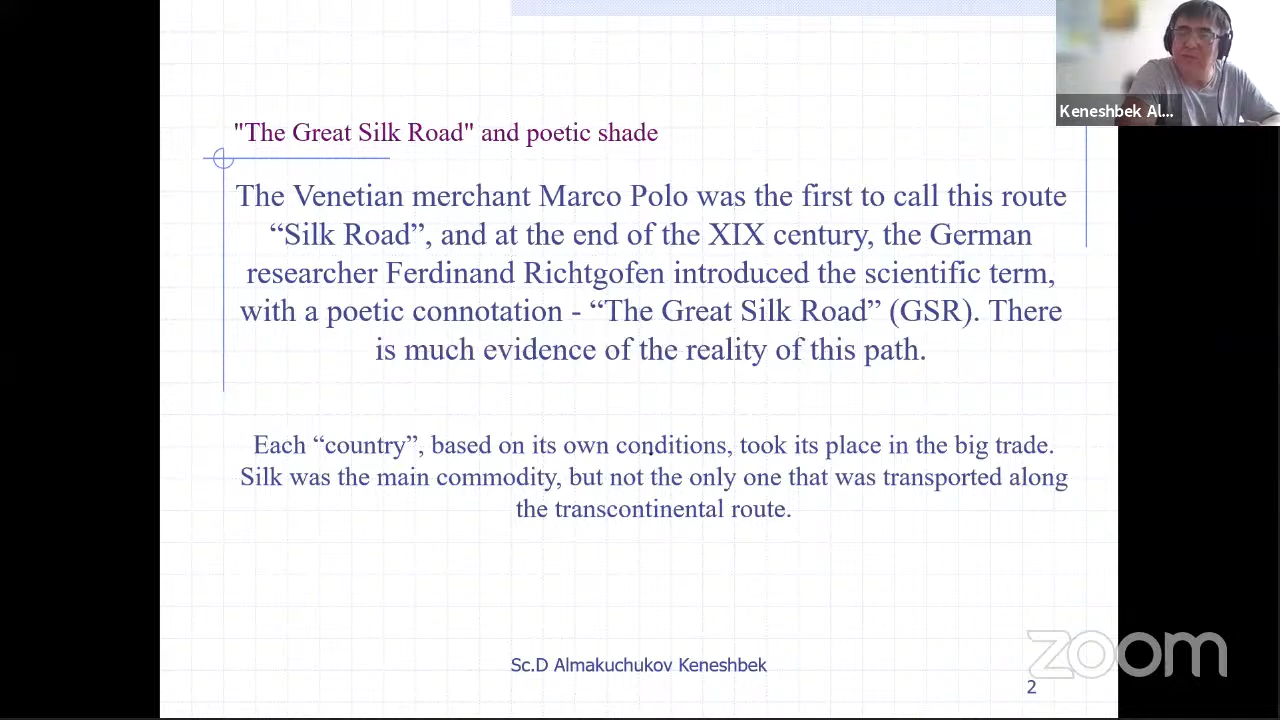 Keneshbek Al...
"The Great Silk Road" and poetic shade
The Venetian merchant Marco Polo was the first to call this route
“Silk Road”, and at the end of the XIX century, the German
researcher Ferdinand Richtgofen introduced the scientific term,
with a poetic connotation - “The Great Silk Road” (GSR). There
is much evidence of the reality of this path.
Each “country”, based on its own conditions, took its place in the big trade.
Silk was the main commodity, but not the only one that was transported along
the transcontinental route.
Sc.D Almakuchukov Keneshbek
zoom
2